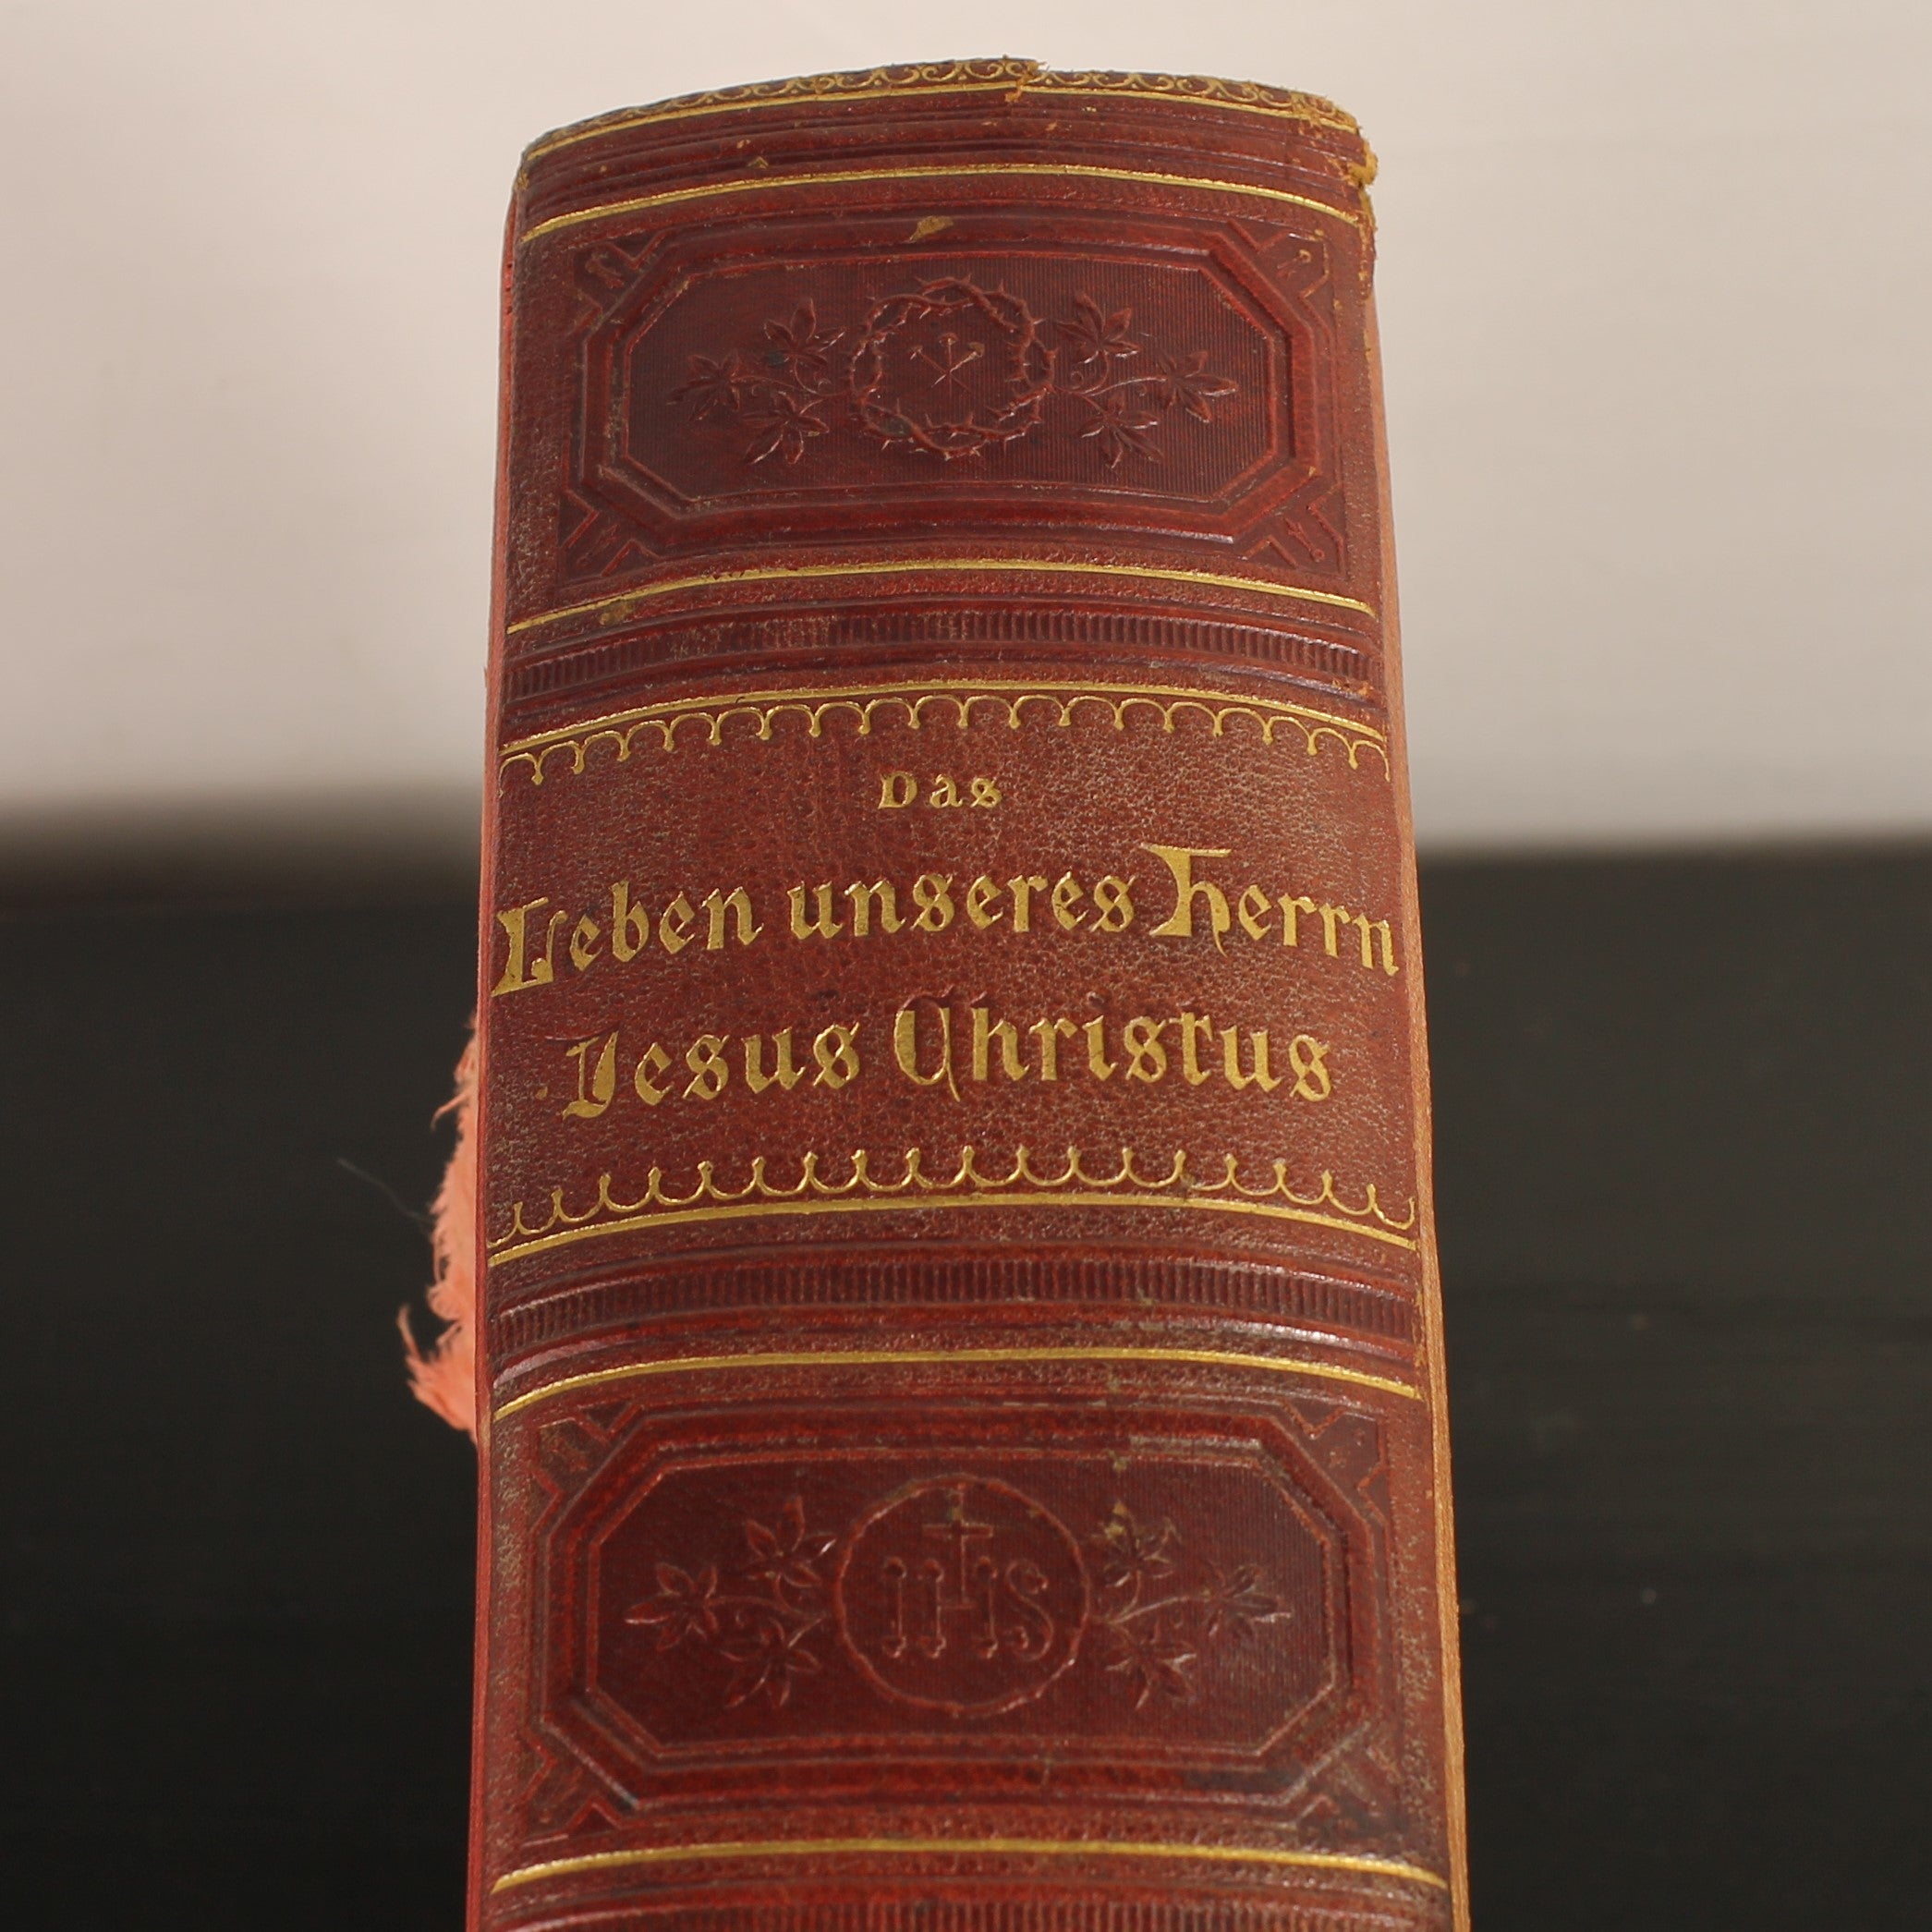 Das
Leben unseres Herrn
Jesus Christus
IHS